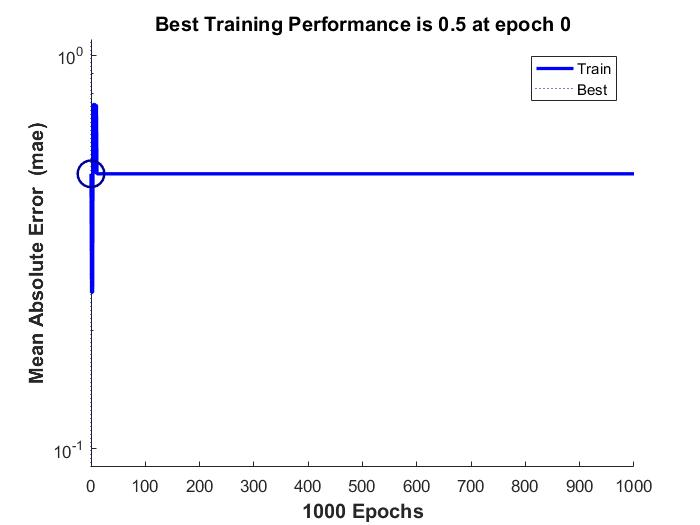 Best Training Performance is 0.5 at epoch 0
10^0
10^-1
Mean Absolute Error (mae)
Train
Best
0 100 200 300 400 500 600 700 800 900 1000
1000 Epochs